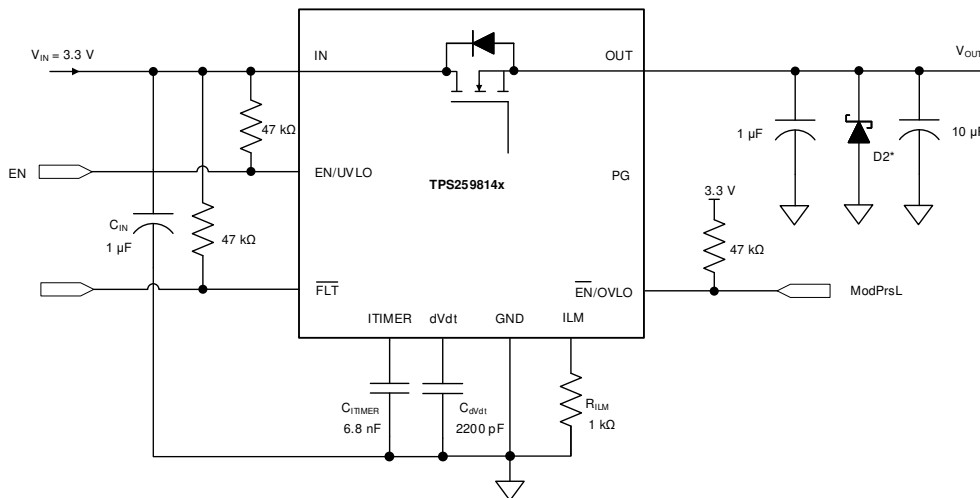 V_IN = 3.3 V
IN
OUT
V_OUT
47 kΩ
1 µF
D2*
10 µF
EN
EN/UVLO
TPS259814x
PG
3.3 V
C_IN
1 µF
47 kΩ
47 kΩ
FLT
EN/OVLO
ModPrsL
ITIMER
dVdt
GND
ILM
C_ITIMER
6.8 nF
C_dVdt
2200 pF
R_ILM
1 kΩ